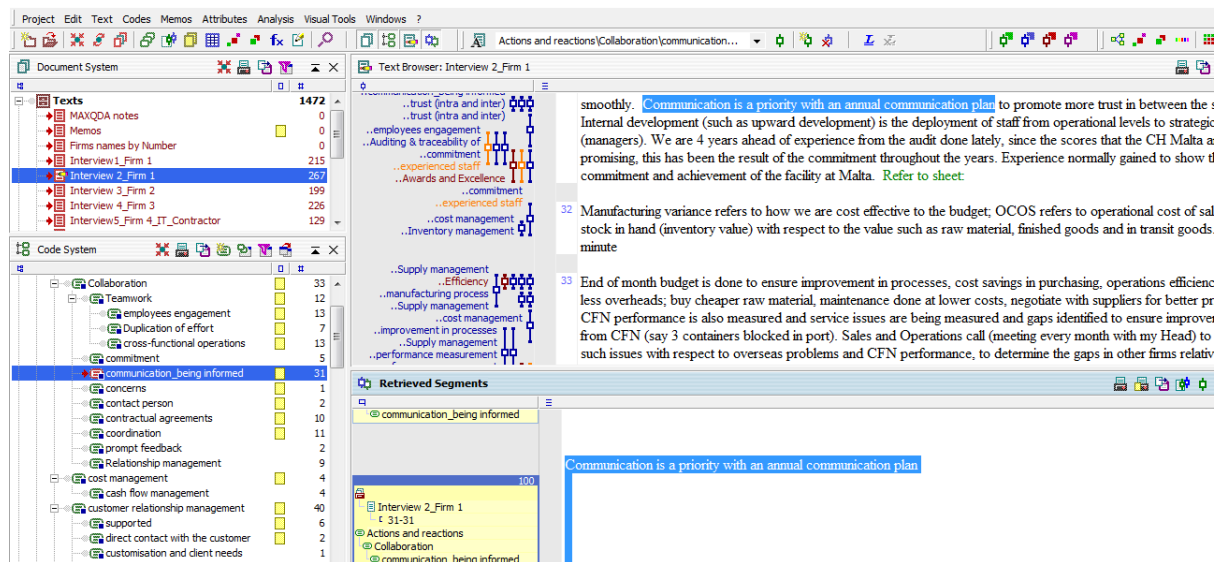 Project Edit Text Codes Memos Attributes Analysis Visual Tools Windows ?
Actions and reactions\Collaboration\communication...
Document System
Texts 1472
MAXQDA notes 0
Memos 0
Firms names by Number 0
Interview1_Firm 1 215
Interview 2_Firm 1 267
Interview 3_Firm 2 199
Interview 4_Firm 3 226
Interview5_Firm 4_IT_Contractor 129
Code System
Collaboration 33
Teamwork 12
employees engagement 13
Duplication of effort 7
cross-functional operations 13
commitment 5
communication_being informed 31
concerns 1
contact person 2
contractual agreements 10
coordination 11
prompt feedback 2
Relationship management 9
cost management 4
cash flow management 4
customer relationship management 40
supported 6
direct contact with the customer 2
customisation and client needs 1
Text Browser: Interview 2_Firm 1
..communication_being informed
..trust (intra and inter)
..trust (intra and inter)
..employees engagement
..Auditing & traceability of
..commitment
..experienced staff
..Awards and Excellence
..commitment
..experienced staff
..cost management
..Inventory management
..Supply management
..Efficiency
..manufacturing process
..Supply management
..cost management
..improvement in processes
..Supply management
..performance measurement
smoothly. Communication is a priority with an annual communication plan to promote more trust in between the s
Internal development (such as upward development) is the deployment of staff from operational levels to strategic
(managers). We are 4 years ahead of experience from the audit done lately, since the scores that the CH Malta a
promising, this has been the result of the commitment throughout the years. Experience normally gained to show th
commitment and achievement of the facility at Malta. Refer to sheet:
32 Manufacturing variance refers to how we are cost effective to the budget; OCOS refers to operational cost of sal
stock in hand (inventory value) with respect to the value such as raw material, finished goods and in transit goods.
minute
33 End of month budget is done to ensure improvement in processes, cost savings in purchasing, operations efficienc
less overheads; buy cheaper raw material, maintenance done at lower costs, negotiate with suppliers for better pr
CFN performance is also measured and service issues are being measured and gaps identified to ensure improve
from CFN (say 3 containers blocked in port). Sales and Operations call (meeting every month with my Head) to
such issues with respect to overseas problems and CFN performance, to determine the gaps in other firms relativ
Retrieved Segments
communication_being informed
100
Interview 2_Firm 1
31-31
Actions and reactions
Collaboration
communication_being informed
Communication is a priority with an annual communication plan